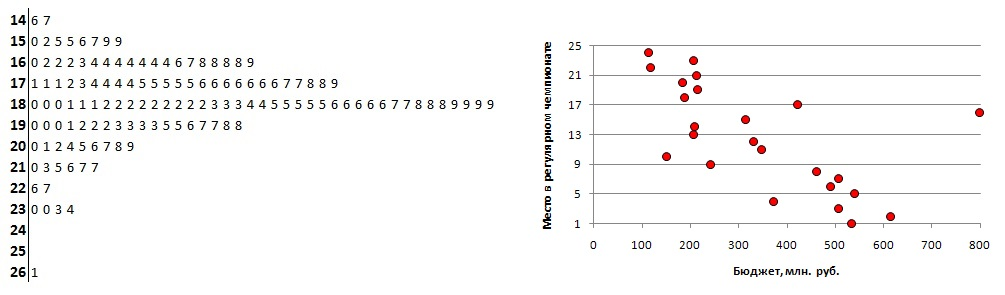 14 6 7
15 0 2 5 5 6 7 9 9
16 0 2 2 2 3 4 4 4 4 4 4 4 6 7 8 8 8 8 9
17 1 1 1 2 3 4 4 4 4 5 5 5 5 5 6 6 6 6 6 6 6 7 7 8 8 9
18 0 0 0 1 1 1 2 2 2 2 2 2 2 2 2 3 3 3 4 4 5 5 5 5 5 6 6 6 6 6 7 7 8 8 8 9 9 9 9
19 0 0 0 1 2 2 2 3 3 3 3 5 5 6 7 7 8 8
20 0 1 2 4 5 6 7 8 9
21 0 3 5 6 7 7
22 6 7
23 0 0 3 4
24
25
26 1
Место в регулярном чемпионате
25
21
17
13
9
5
1
0 100 200 300 400 500 600 700 800
Бюджет, млн. руб.